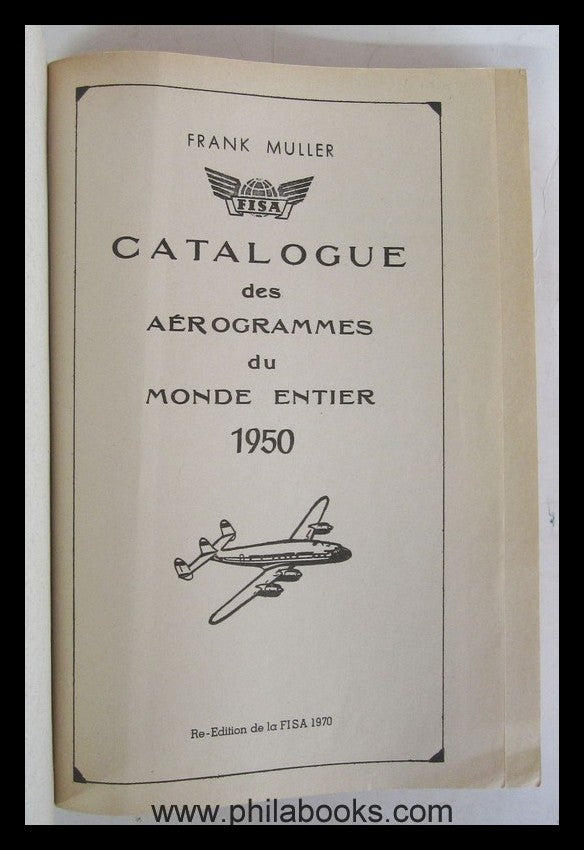 FRANK MULLER
FISA
CATALOGUE
des
AÉROGRAMMES
du
MONDE ENTIER
1950
Re-Edition de la FISA 1970
www.philabooks.com